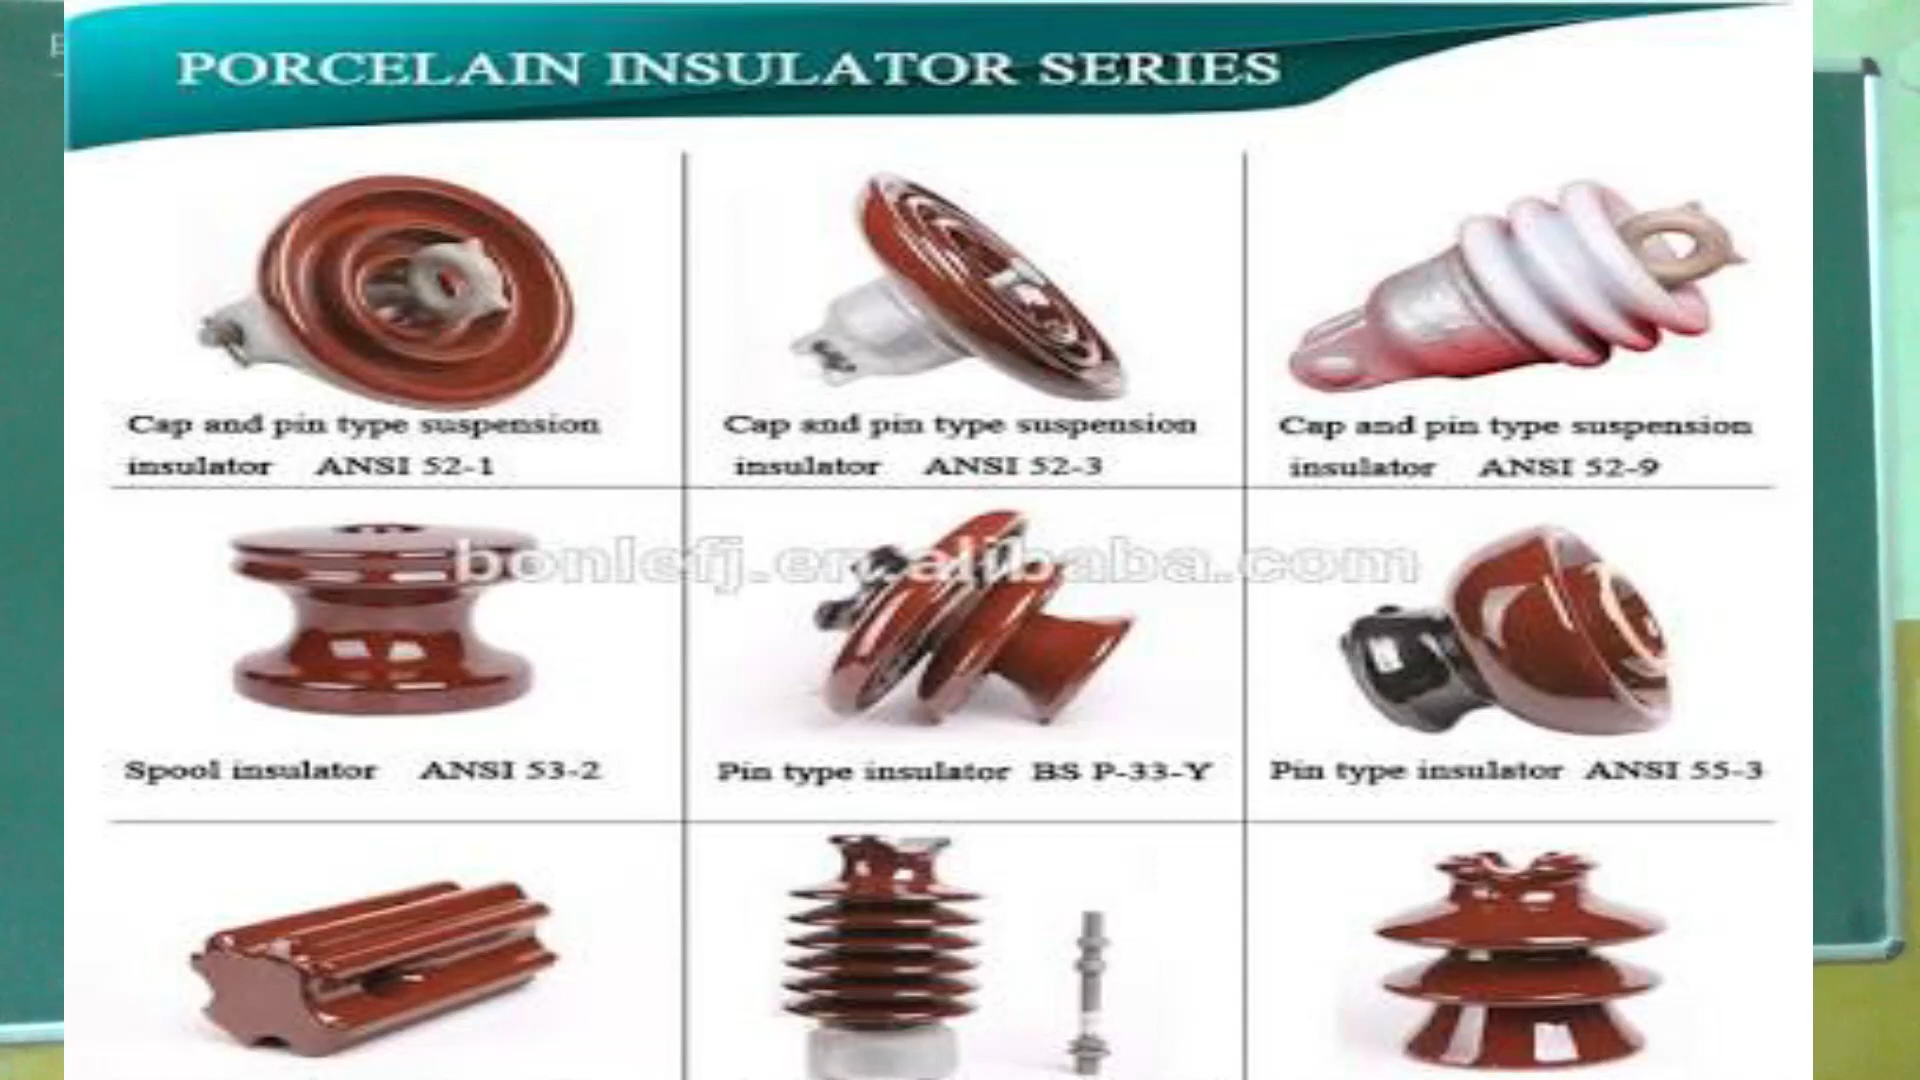 PORCELAIN INSULATOR SERIES
Cap and pin type suspension
insulator ANSI 52-1
Cap and pin type suspension
insulator ANSI 52-3
Cap and pin type suspension
insulator ANSI 52-9
bonlefj.en.alibaba.com
Spool insulator ANSI 53-2
Pin type insulator BS P-33-Y
Pin type insulator ANSI 55-3